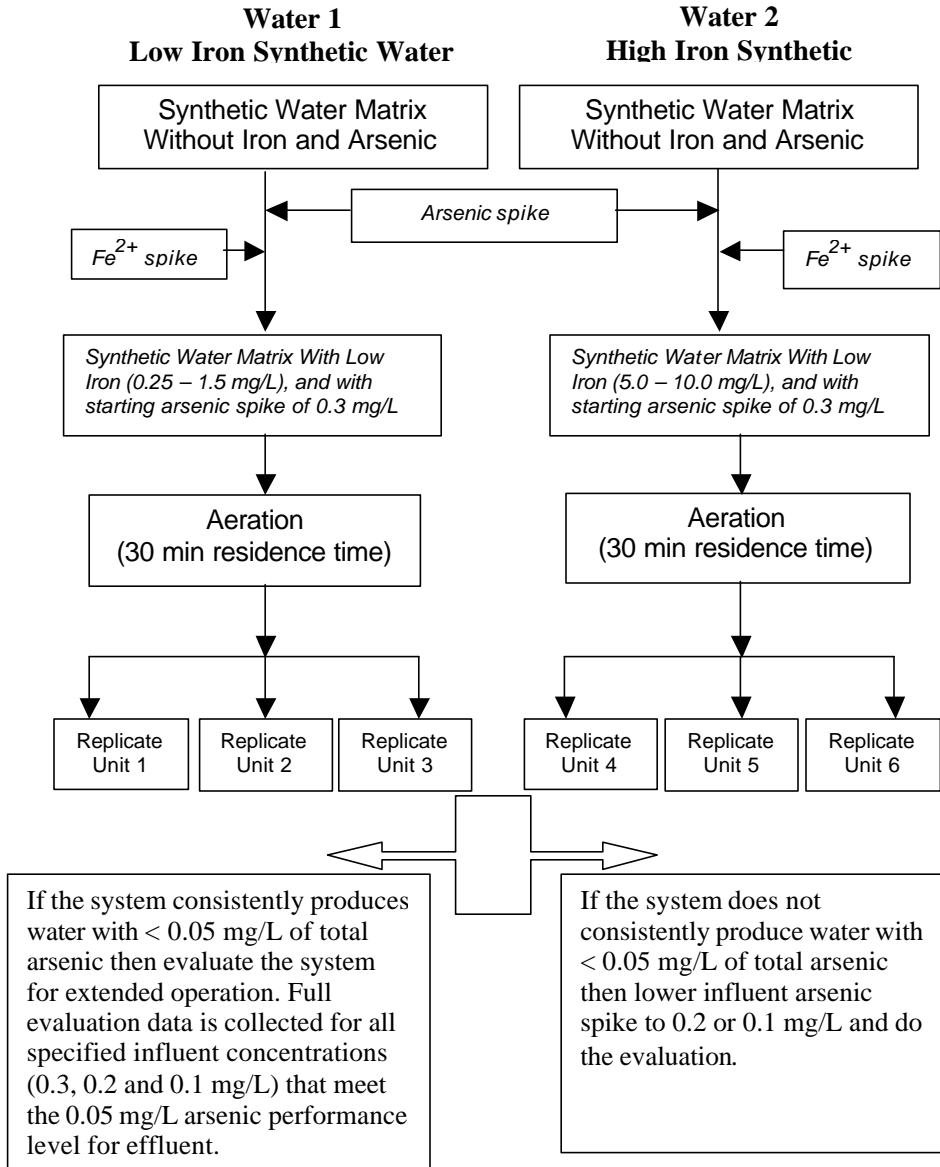 Water 1
Low Iron Synthetic Water
Water 2
High Iron Synthetic
Synthetic Water Matrix
Without Iron and Arsenic
Synthetic Water Matrix
Without Iron and Arsenic
Arsenic spike
Fe2+ spike
Fe2+ spike
Synthetic Water Matrix With Low
Iron (0.25 – 1.5 mg/L), and with
starting arsenic spike of 0.3 mg/L
Synthetic Water Matrix With Low
Iron (5.0 – 10.0 mg/L), and with
starting arsenic spike of 0.3 mg/L
Aeration
(30 min residence time)
Aeration
(30 min residence time)
Replicate
Unit 1
Replicate
Unit 2
Replicate
Unit 3
Replicate
Unit 4
Replicate
Unit 5
Replicate
Unit 6
If the system consistently produces
water with < 0.05 mg/L of total
arsenic then evaluate the system
for extended operation. Full
evaluation data is collected for all
specified influent concentrations
(0.3, 0.2 and 0.1 mg/L) that meet
the 0.05 mg/L arsenic performance
level for effluent.
If the system does not
consistently produce water with
< 0.05 mg/L of total arsenic
then lower influent arsenic
spike to 0.2 or 0.1 mg/L and do
the evaluation.